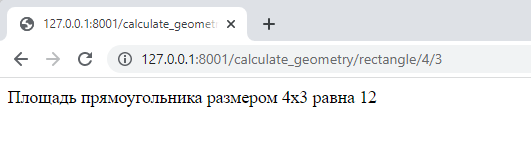 127.0.0.1:8001/calculate_geomet
127.0.0.1:8001/calculate_geometry/rectangle/4/3
Площадь прямоугольника размером 4x3 равна 12